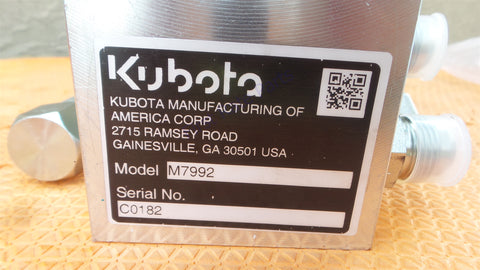 Kubota
KUBOTA MANUFACTURING OF
AMERICA CORP
2715 RAMSEY ROAD
GAINESVILLE, GA 30501 USA
Model M7992
Serial No.
C0182